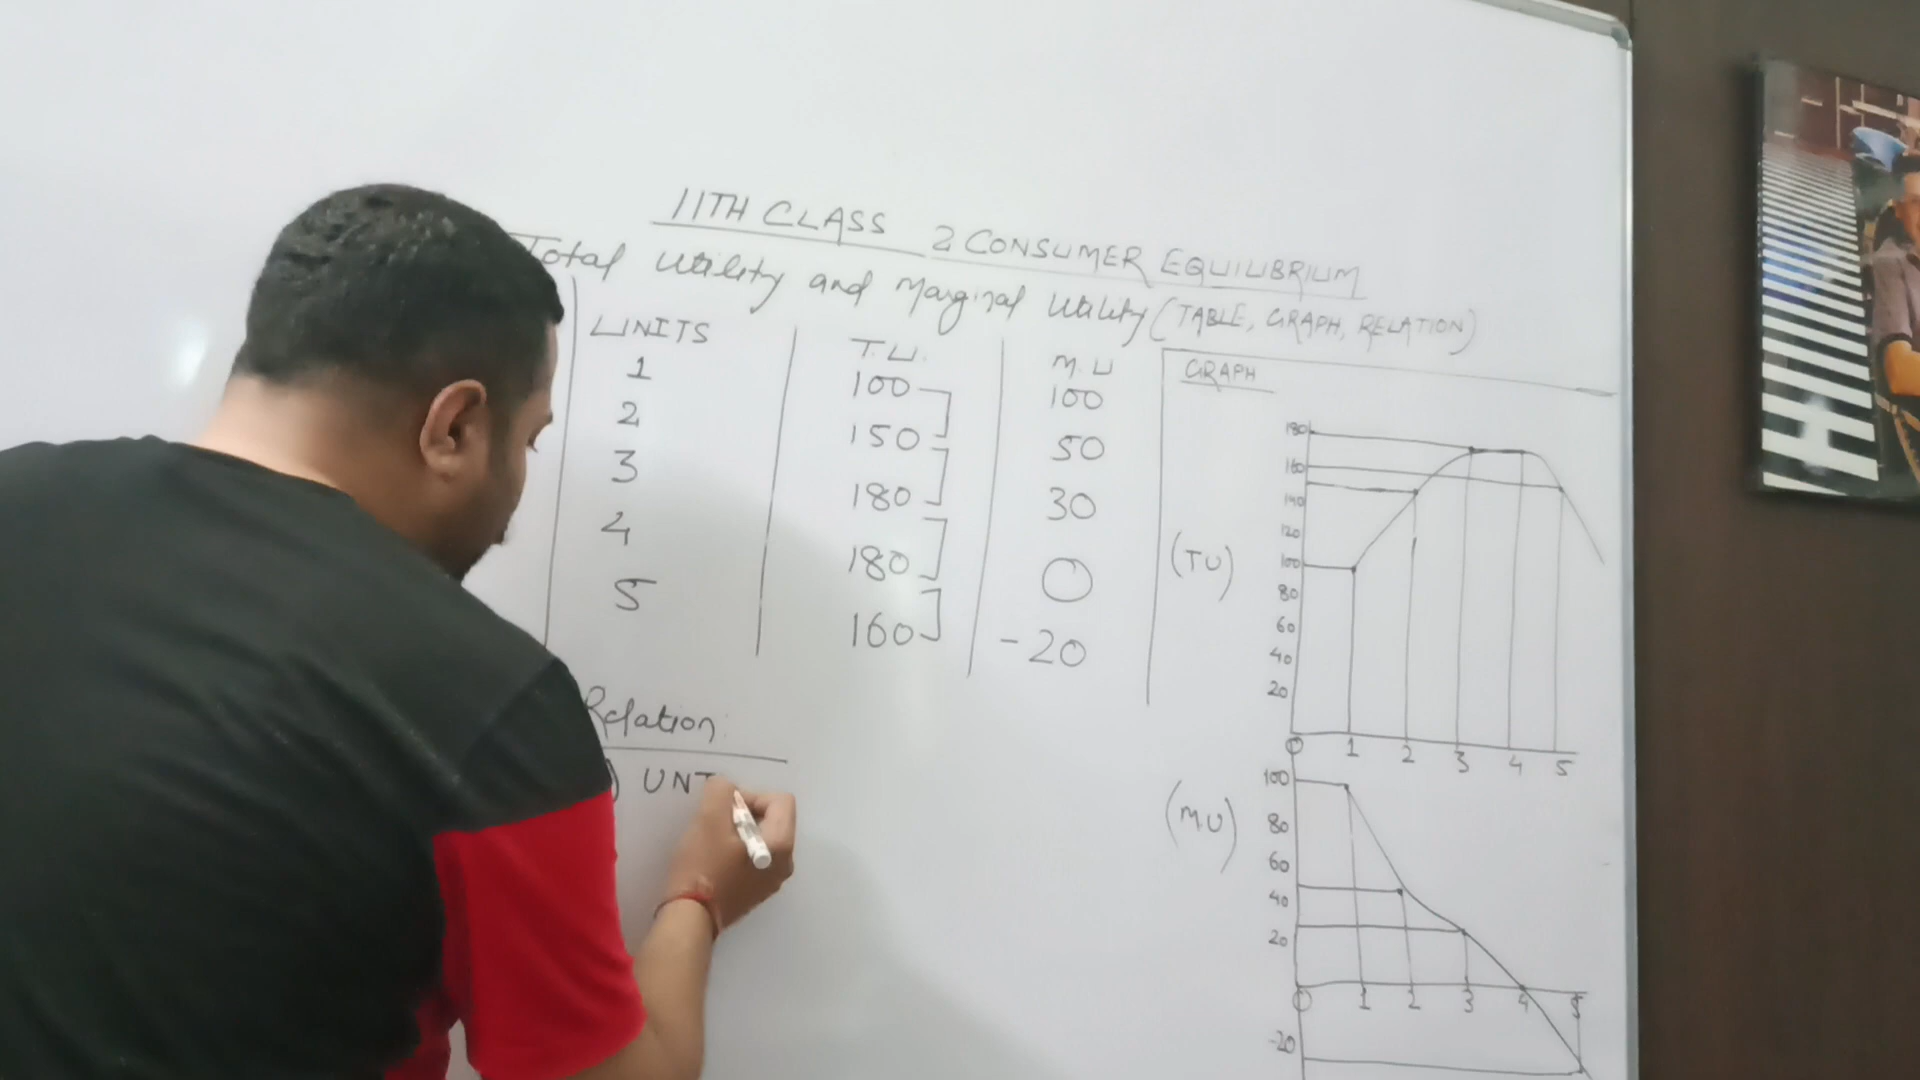 11TH CLASS 2 CONSUMER EQUILIBRIUM
Total Utility and Marginal Utility (TABLE, GRAPH, RELATION)
UNITS T.U. M.U
1 100 100
2 150 50
3 180 30
4 180 0
5 160 -20
Relation:
) UNT
GRAPH
(TU)
180
160
140
120
100
80
60
40
20
0 1 2 3 4 5
(MU)
100
80
60
40
20
0 1 2 3 4 5
-20